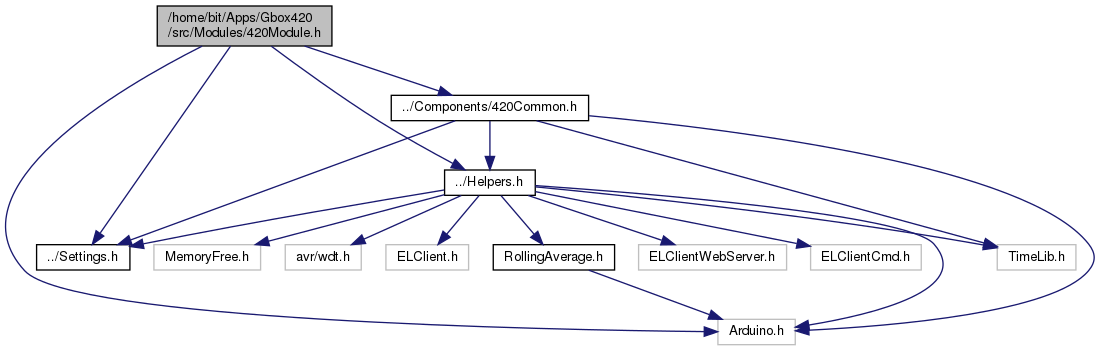 /home/bit/Apps/Gbox420
/src/Modules/420Module.h
../Components/420Common.h
../Helpers.h
../Settings.h
MemoryFree.h
avr/wdt.h
ELClient.h
RollingAverage.h
ELClientWebServer.h
ELClientCmd.h
TimeLib.h
Arduino.h